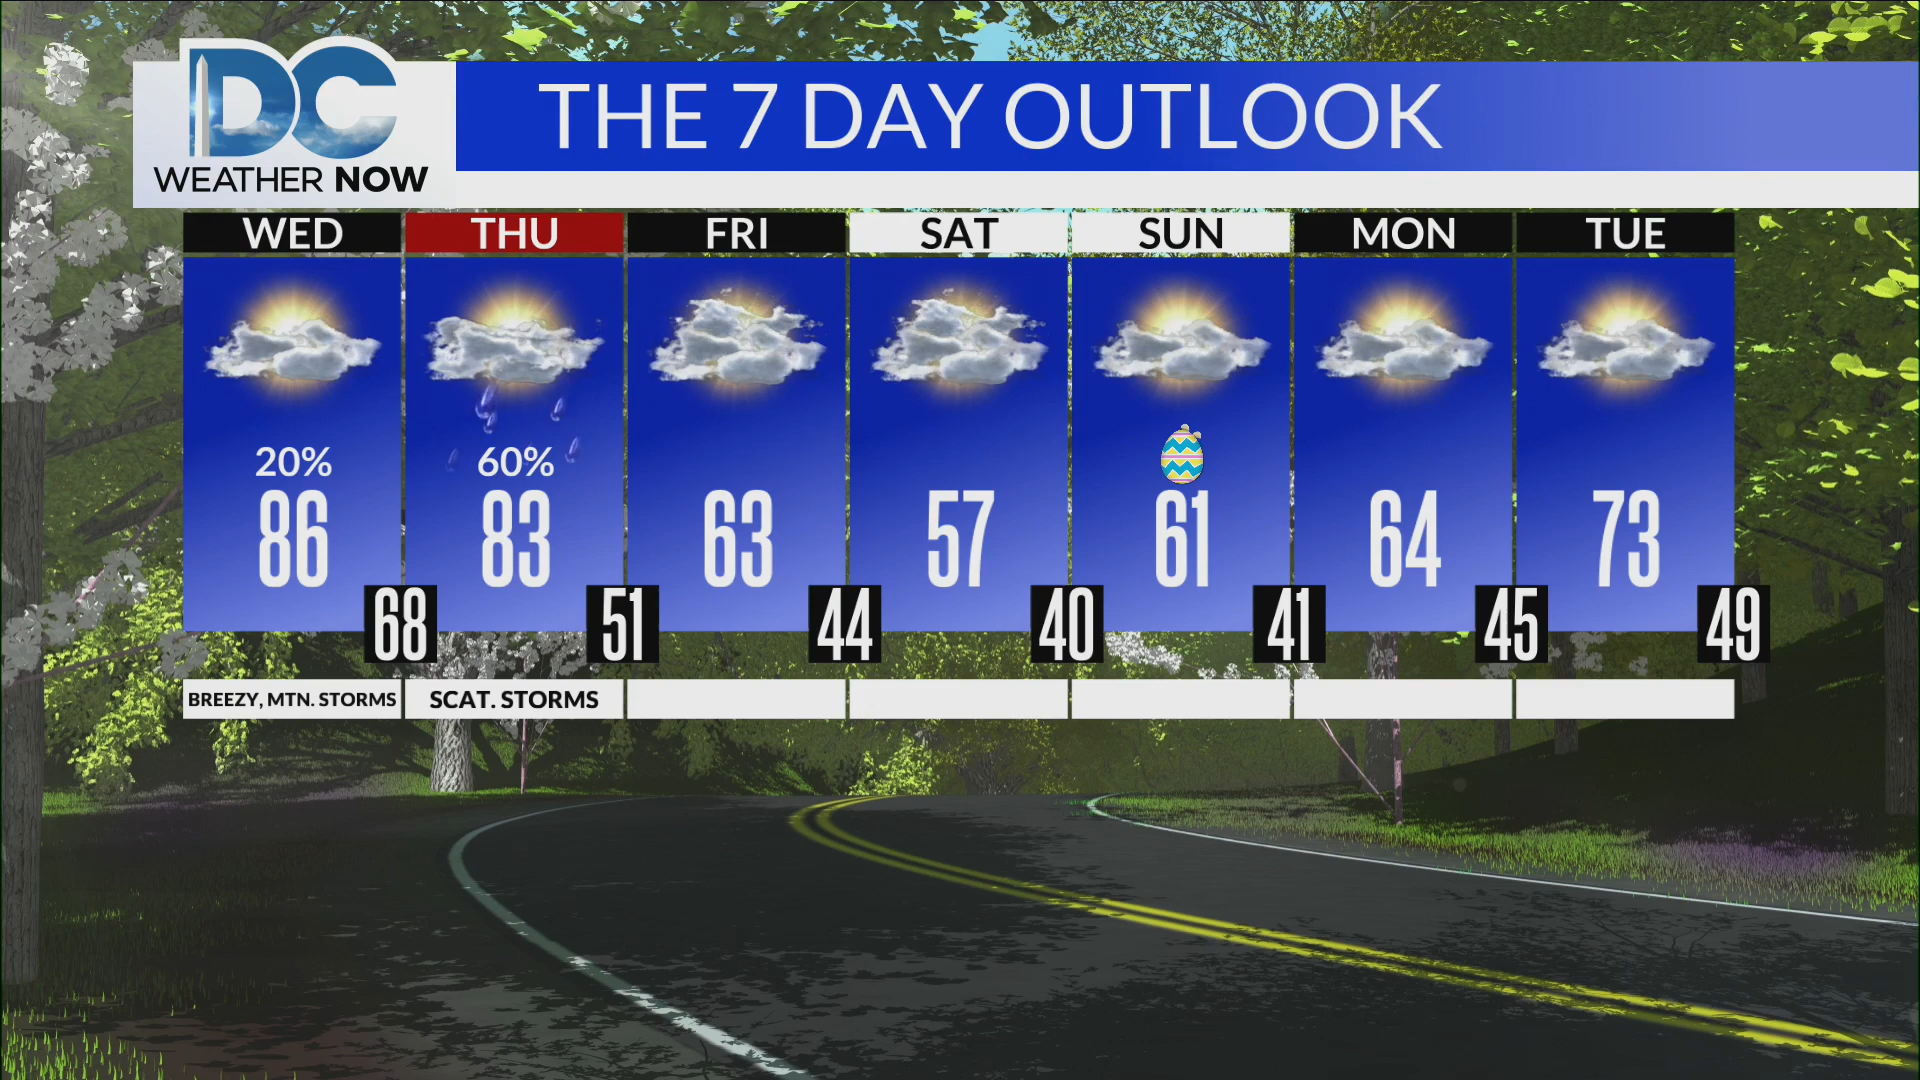 DC
WEATHER NOW
THE 7 DAY OUTLOOK
WED THU FRI SAT SUN MON TUE
20% 60%
86 83 63 57 61 64 73
68 51 44 40 41 45 49
BREEZY, MTN. STORMS SCAT. STORMS